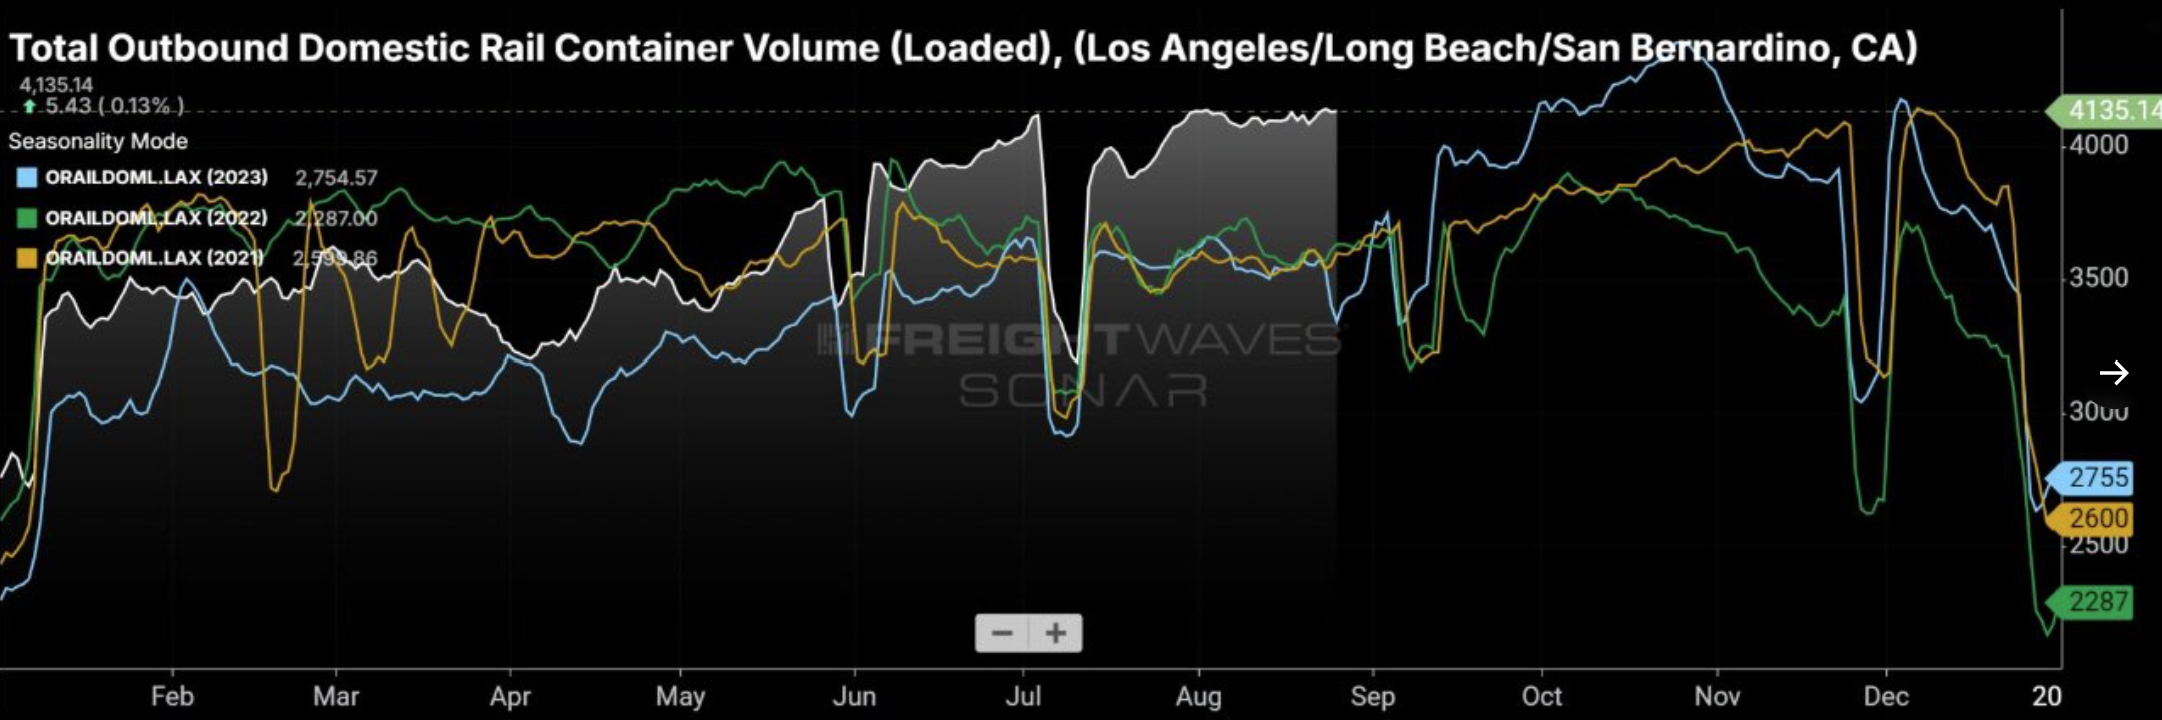 Total Outbound Domestic Rail Container Volume (Loaded), (Los Angeles/Long Beach/San Bernardino, CA)
4,135.14
5.43 ( 0.13% )
4135.14
Seasonality Mode
4000
ORAILDOML.LAX (2023) 2,754.57
ORAILDOML.LAX (2022) 2,287.00
ORAILDOML.LAX (2021) 2,599.86
3500
FREIGHTWAVES
SONAR
3000
2755
2600
2500
2287
− +
Feb Mar Apr May Jun Jul Aug Sep Oct Nov Dec 20